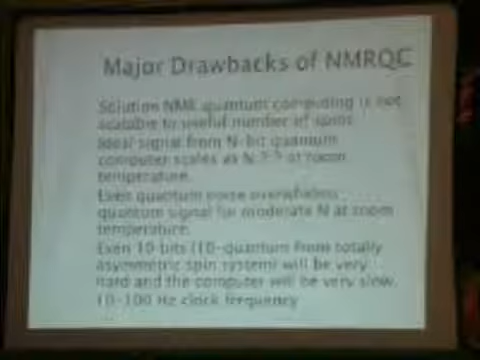 Major Drawbacks of NMRQC
Solution NMR quantum computing is not
scalable to useful number of spins
Ideal signal from N-bit quantum
computer scales as N at room
temperature.
Even quantum noise overwhelms
quantum signal for moderate N at room
temperature.
Even 10 bits (10-quantum from totally
asymmetric spin system) will be very
hard and the computer will be very slow.
10-100 Hz clock frequency